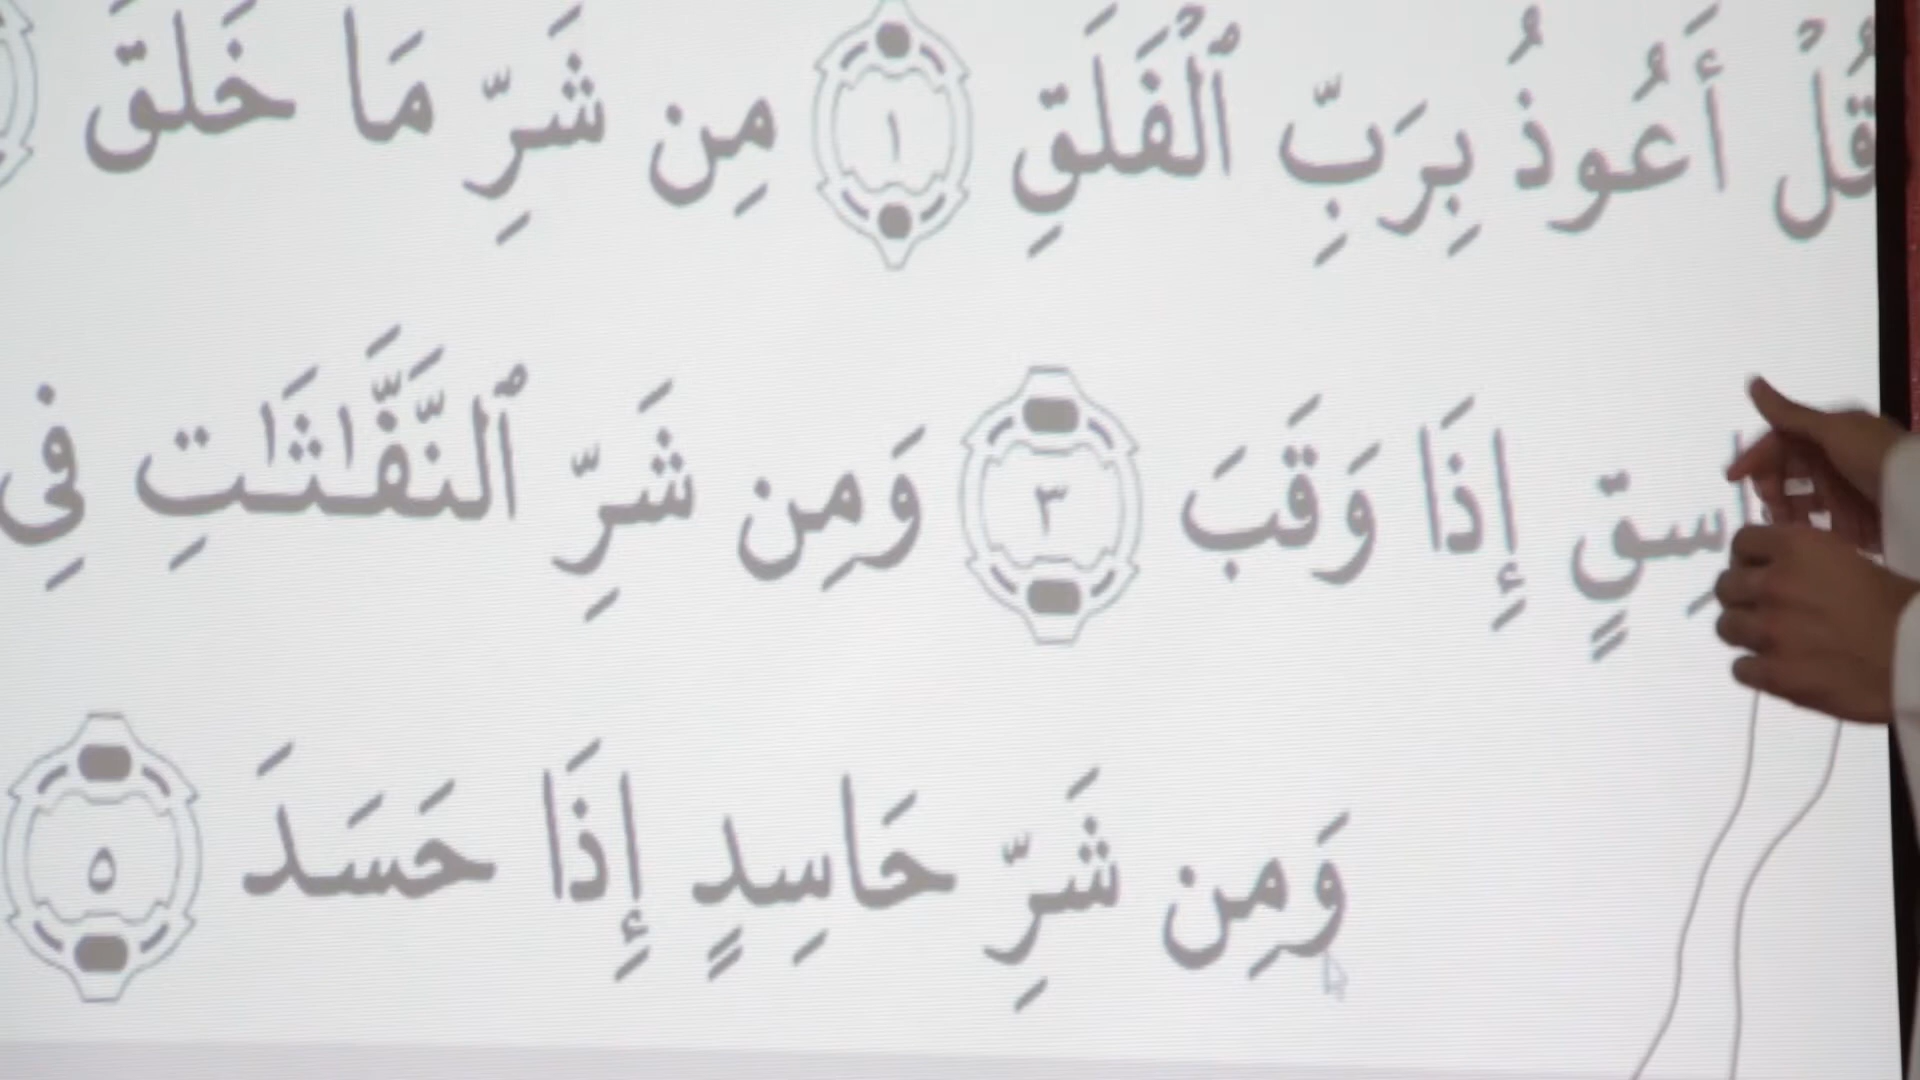 قُلْ أَعُوذُ بِرَبِّ ٱلْفَلَقِ ١ مِن شَرِّ مَا خَلَقَ
إِذَا وَقَبَ ٣ وَمِن شَرِّ ٱلنَّفَّٰثَٰتِ فِي
وَمِن شَرِّ حَاسِدٍ إِذَا حَسَدَ ٥